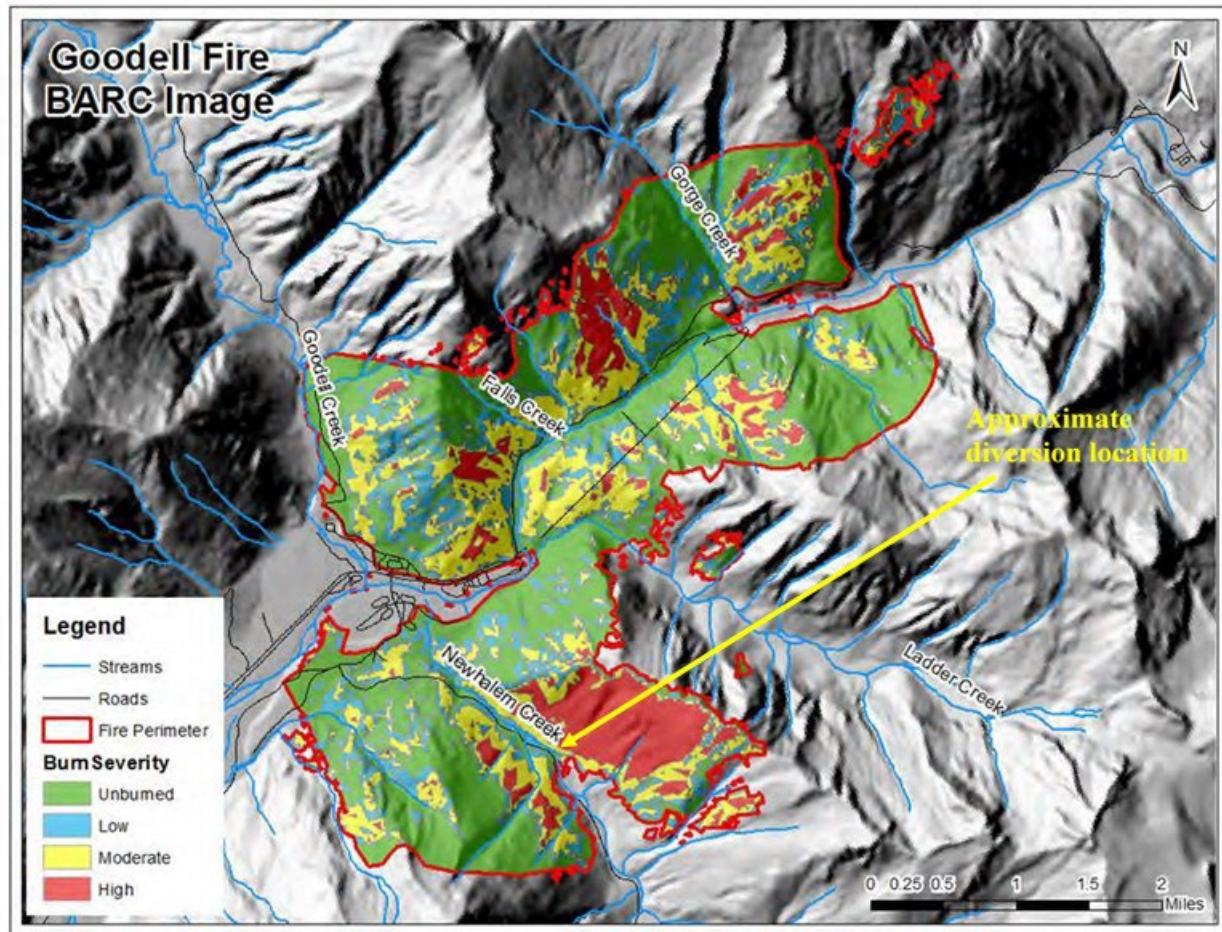 Goodell Fire
BARC Image
N
Gorge Creek
Goodell Creek
Falls Creek
Approximate
diversion location
Newhalem Creek
Ladder Creek
Legend
Streams
Roads
Fire Perimeter
Burn Severity
Unburned
Low
Moderate
High
0 0.25 0.5 1 1.5 2
Miles